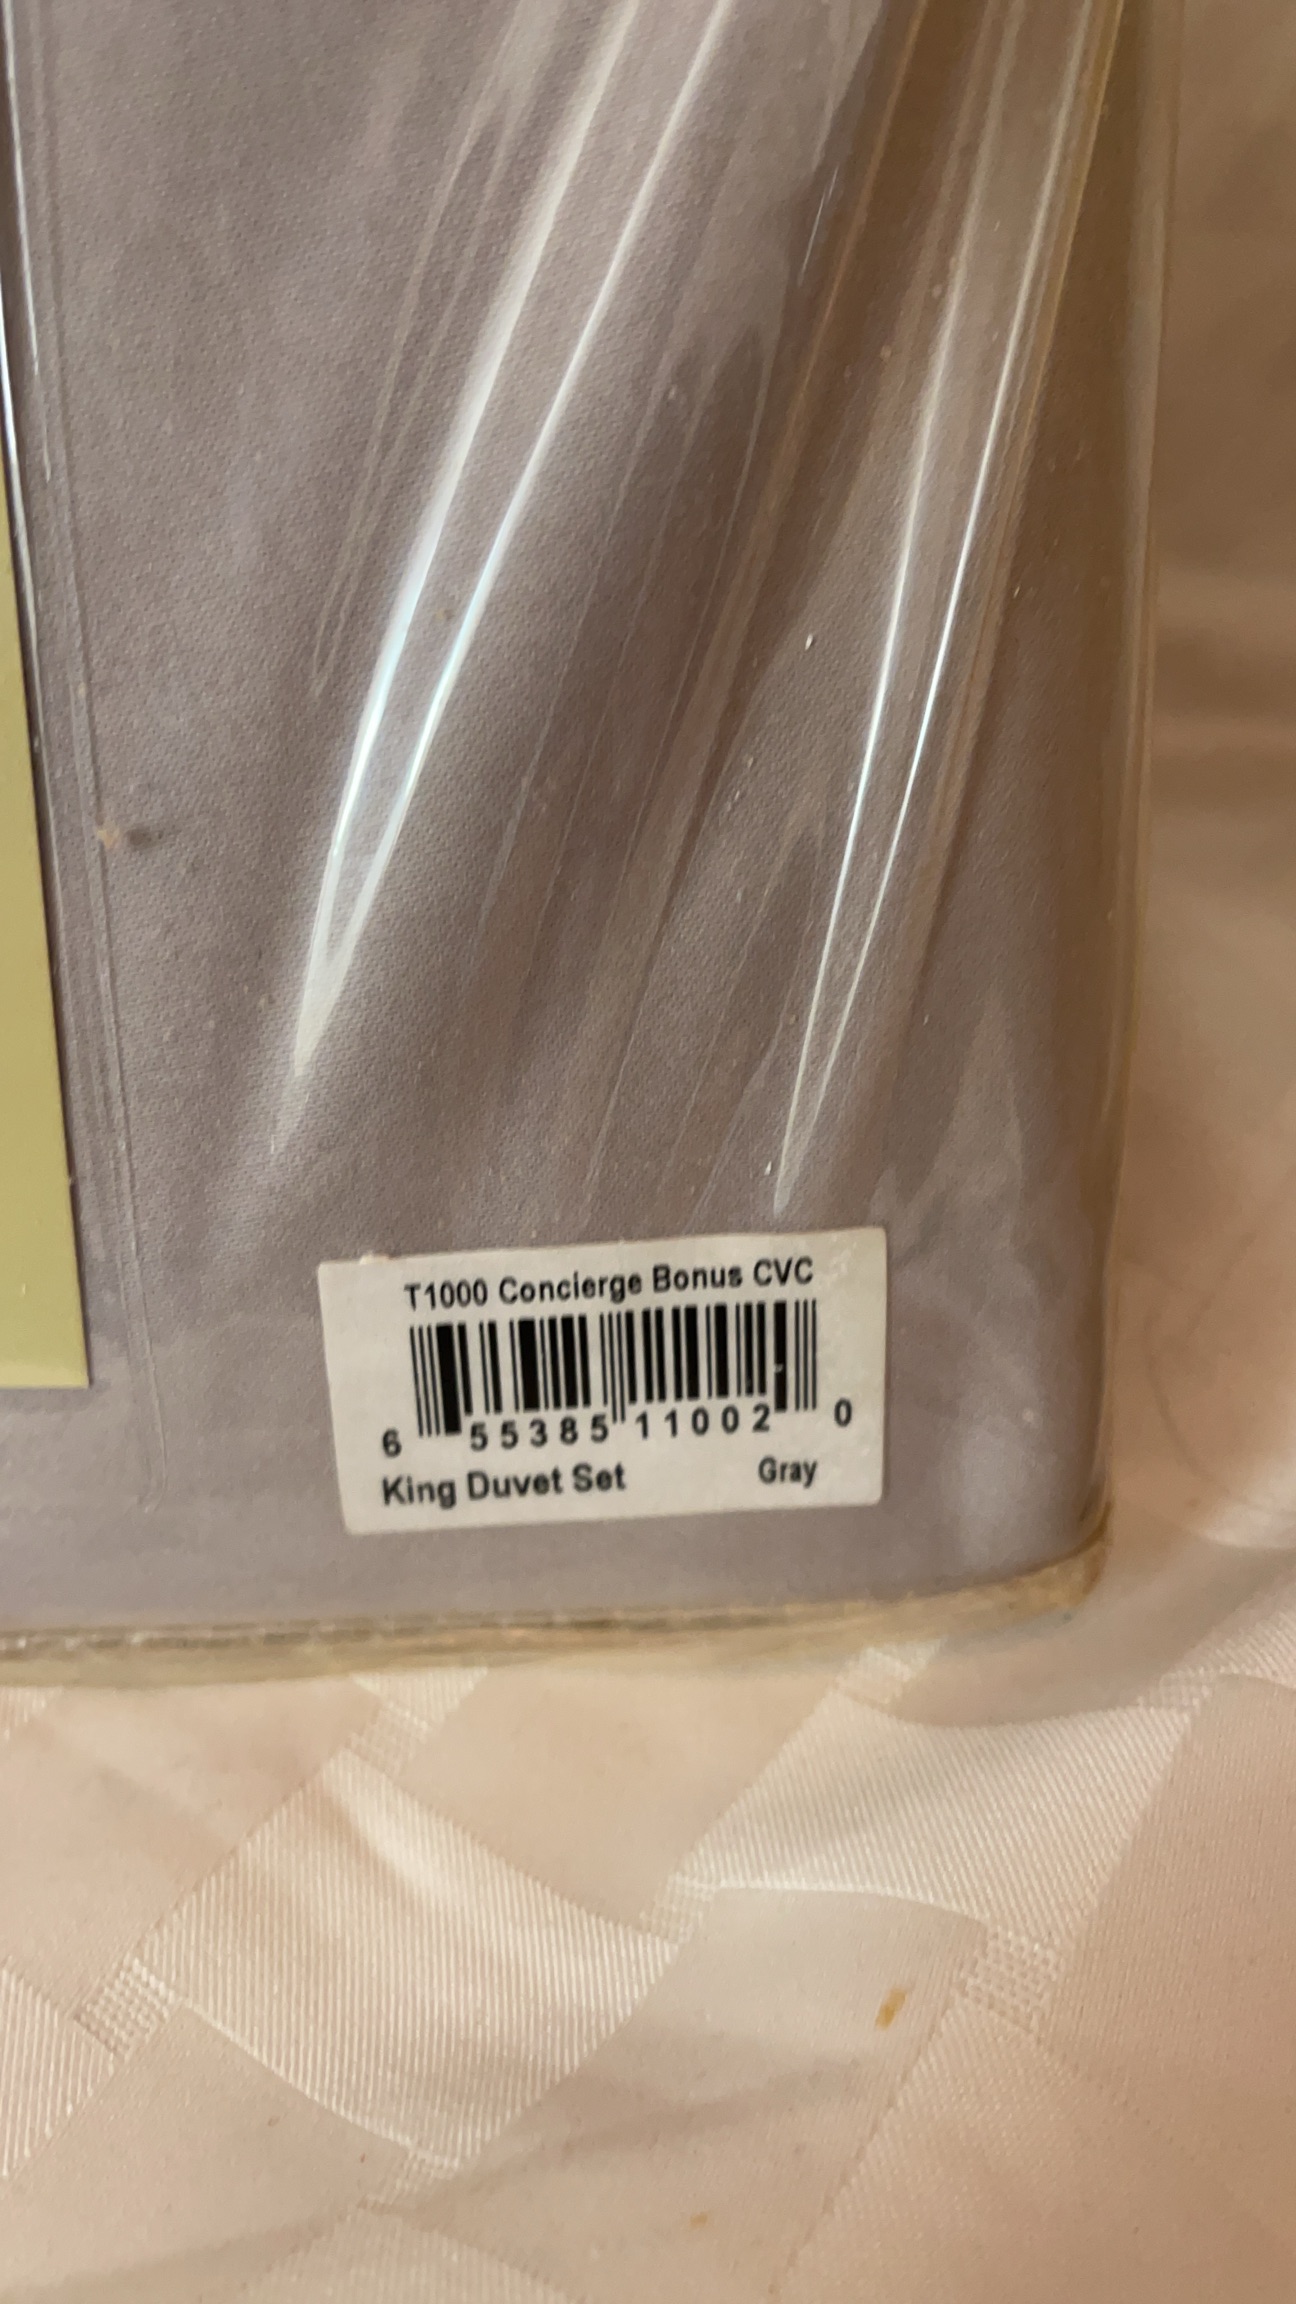 T1000 Concierge Bonus CVC
6 55385 11002 0
King Duvet Set Gray